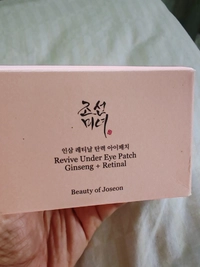 조선
미녀
인삼 레티날 탄력 아이패치
Revive Under Eye Patch
Ginseng + Retinal
Beauty of Joseon